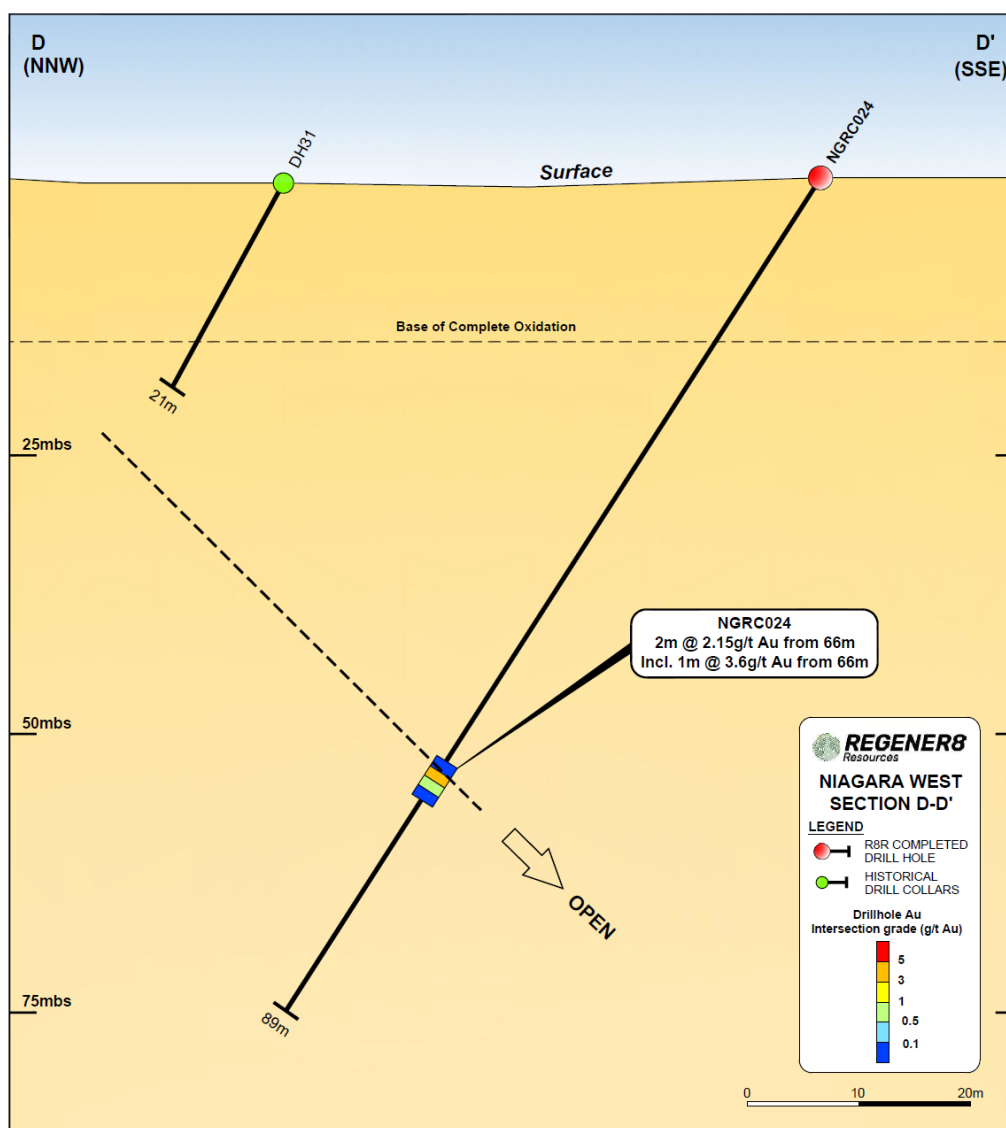 D
(NNW)
D'
(SSE)
DH31
NGRC024
Surface
Base of Complete Oxidation
21m
25mbs
NGRC024
2m @ 2.15g/t Au from 66m
Incl. 1m @ 3.6g/t Au from 66m
50mbs
OPEN
75mbs
89m
REGENER8
Resources
NIAGARA WEST
SECTION D-D'
LEGEND
R8R COMPLETED
DRILL HOLE
HISTORICAL
DRILL COLLARS
Drillhole Au
Intersection grade (g/t Au)
5
3
1
0.5
0.1
0 10 20m